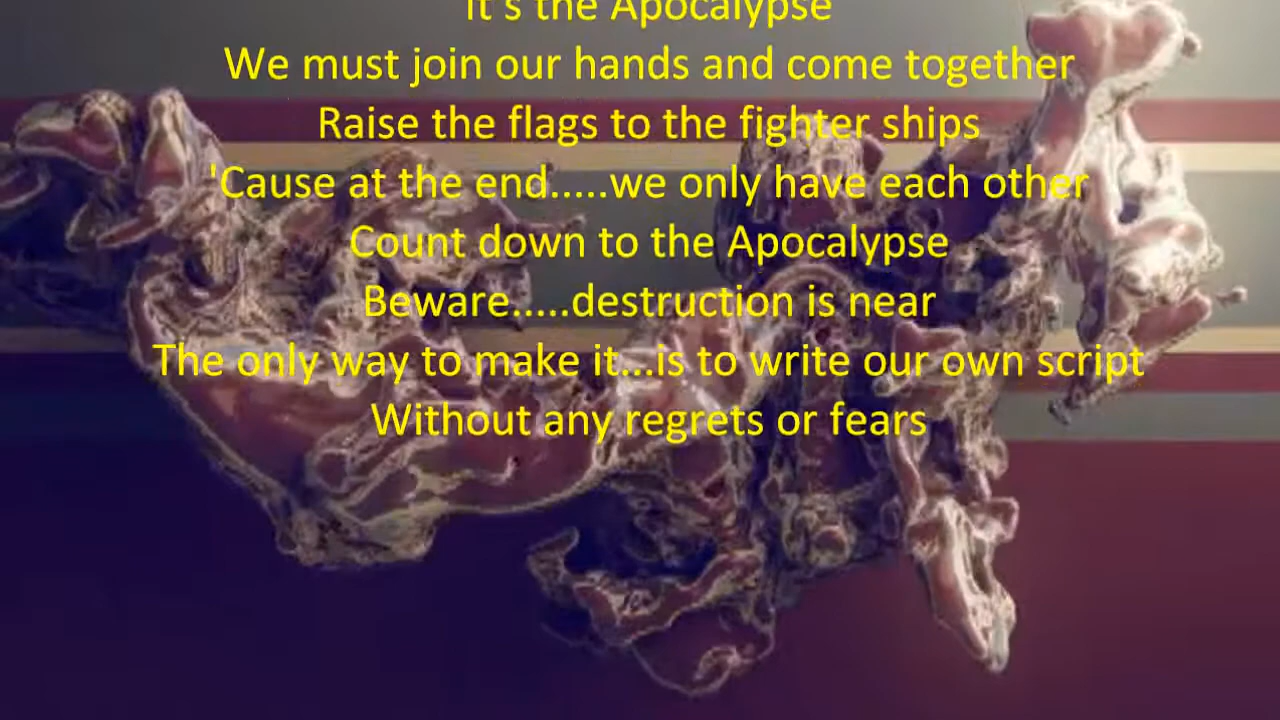 It's the Apocalypse
We must join our hands and come together
Raise the flags to the fighter ships
'Cause at the end.....we only have each other
Count down to the Apocalypse
Beware.....destruction is near
The only way to make it...is to write our own script
Without any regrets or fears